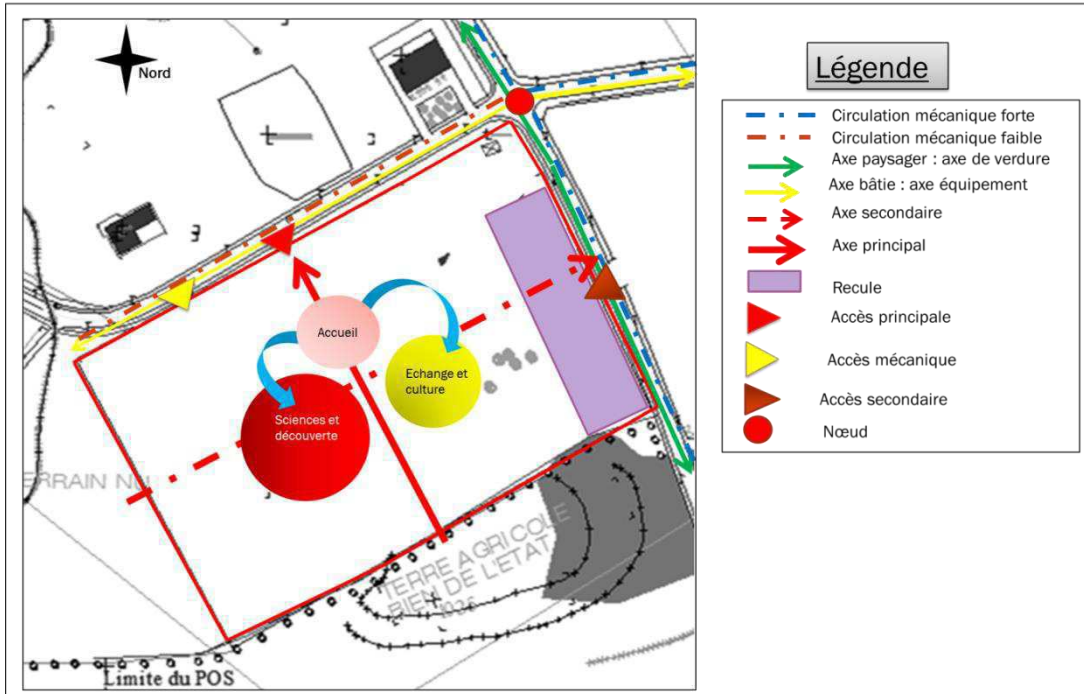 Nord
Accueil
Echange et
culture
Sciences et
découverte
ERRAIN NU
TERRE AGRICOLE
BIEN DE L'ETAT
Limite du POS
Légende
Circulation mécanique forte
Circulation mécanique faible
Axe paysager : axe de verdure
Axe bâtie : axe équipement
Axe secondaire
Axe principal
Recule
Accès principale
Accès mécanique
Accès secondaire
Nœud